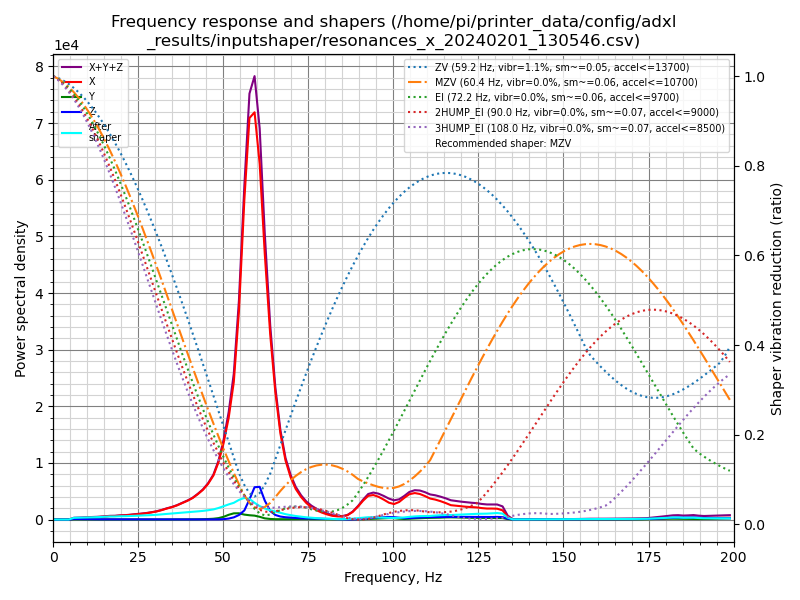 Frequency response and shapers (/home/pi/printer_data/config/adxl
_results/inputshaper/resonances_x_20240201_130546.csv)
1e4
X+Y+Z
X
Y
Z
After
shaper
ZV (59.2 Hz, vibr=1.1%, sm~=0.05, accel<=13700)
MZV (60.4 Hz, vibr=0.0%, sm~=0.06, accel<=10700)
EI (72.2 Hz, vibr=0.0%, sm~=0.06, accel<=9700)
2HUMP_EI (90.0 Hz, vibr=0.0%, sm~=0.07, accel<=9000)
3HUMP_EI (108.0 Hz, vibr=0.0%, sm~=0.07, accel<=8500)
Recommended shaper: MZV
8
7
6
5
4
3
2
1
0
Power spectral density
1.0
0.8
0.6
0.4
0.2
0.0
Shaper vibration reduction (ratio)
0 25 50 75 100 125 150 175 200
Frequency, Hz